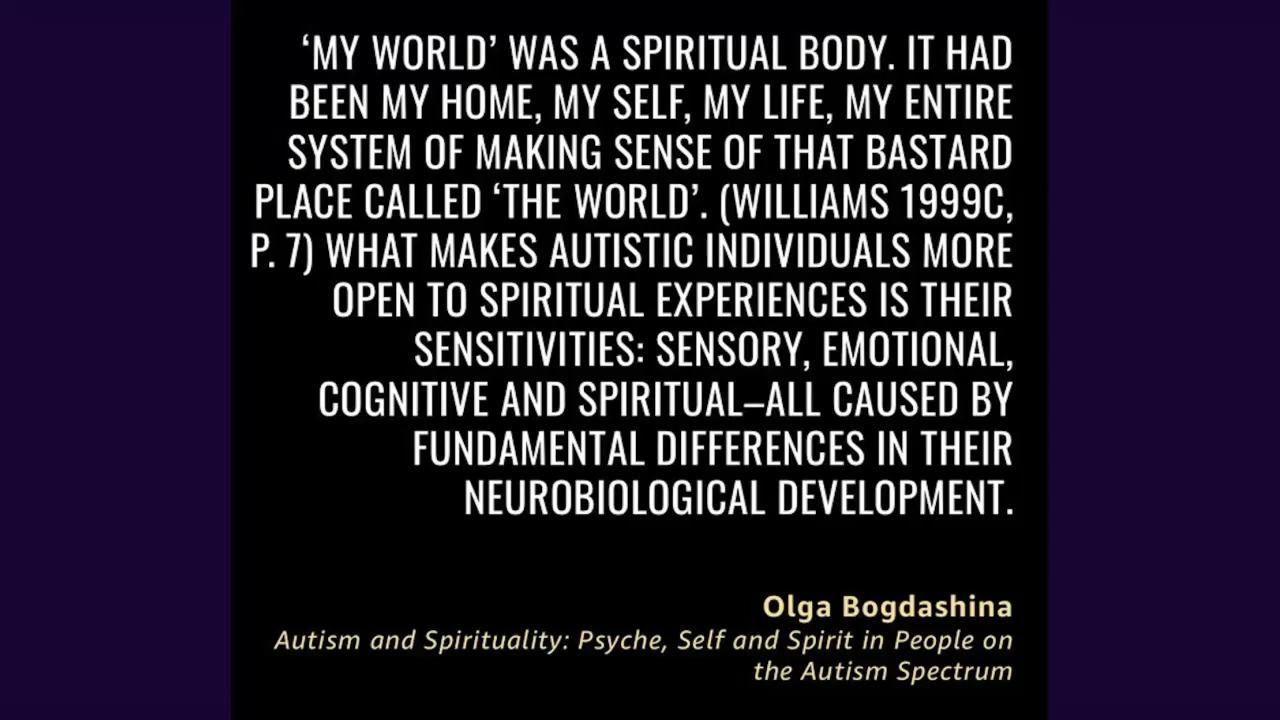 ‘MY WORLD’ WAS A SPIRITUAL BODY. IT HAD
BEEN MY HOME, MY SELF, MY LIFE, MY ENTIRE
SYSTEM OF MAKING SENSE OF THAT BASTARD
PLACE CALLED ‘THE WORLD’. (WILLIAMS 1999C,
P. 7) WHAT MAKES AUTISTIC INDIVIDUALS MORE
OPEN TO SPIRITUAL EXPERIENCES IS THEIR
SENSITIVITIES: SENSORY, EMOTIONAL,
COGNITIVE AND SPIRITUAL–ALL CAUSED BY
FUNDAMENTAL DIFFERENCES IN THEIR
NEUROBIOLOGICAL DEVELOPMENT.
Olga Bogdashina
Autism and Spirituality: Psyche, Self and Spirit in People on
the Autism Spectrum